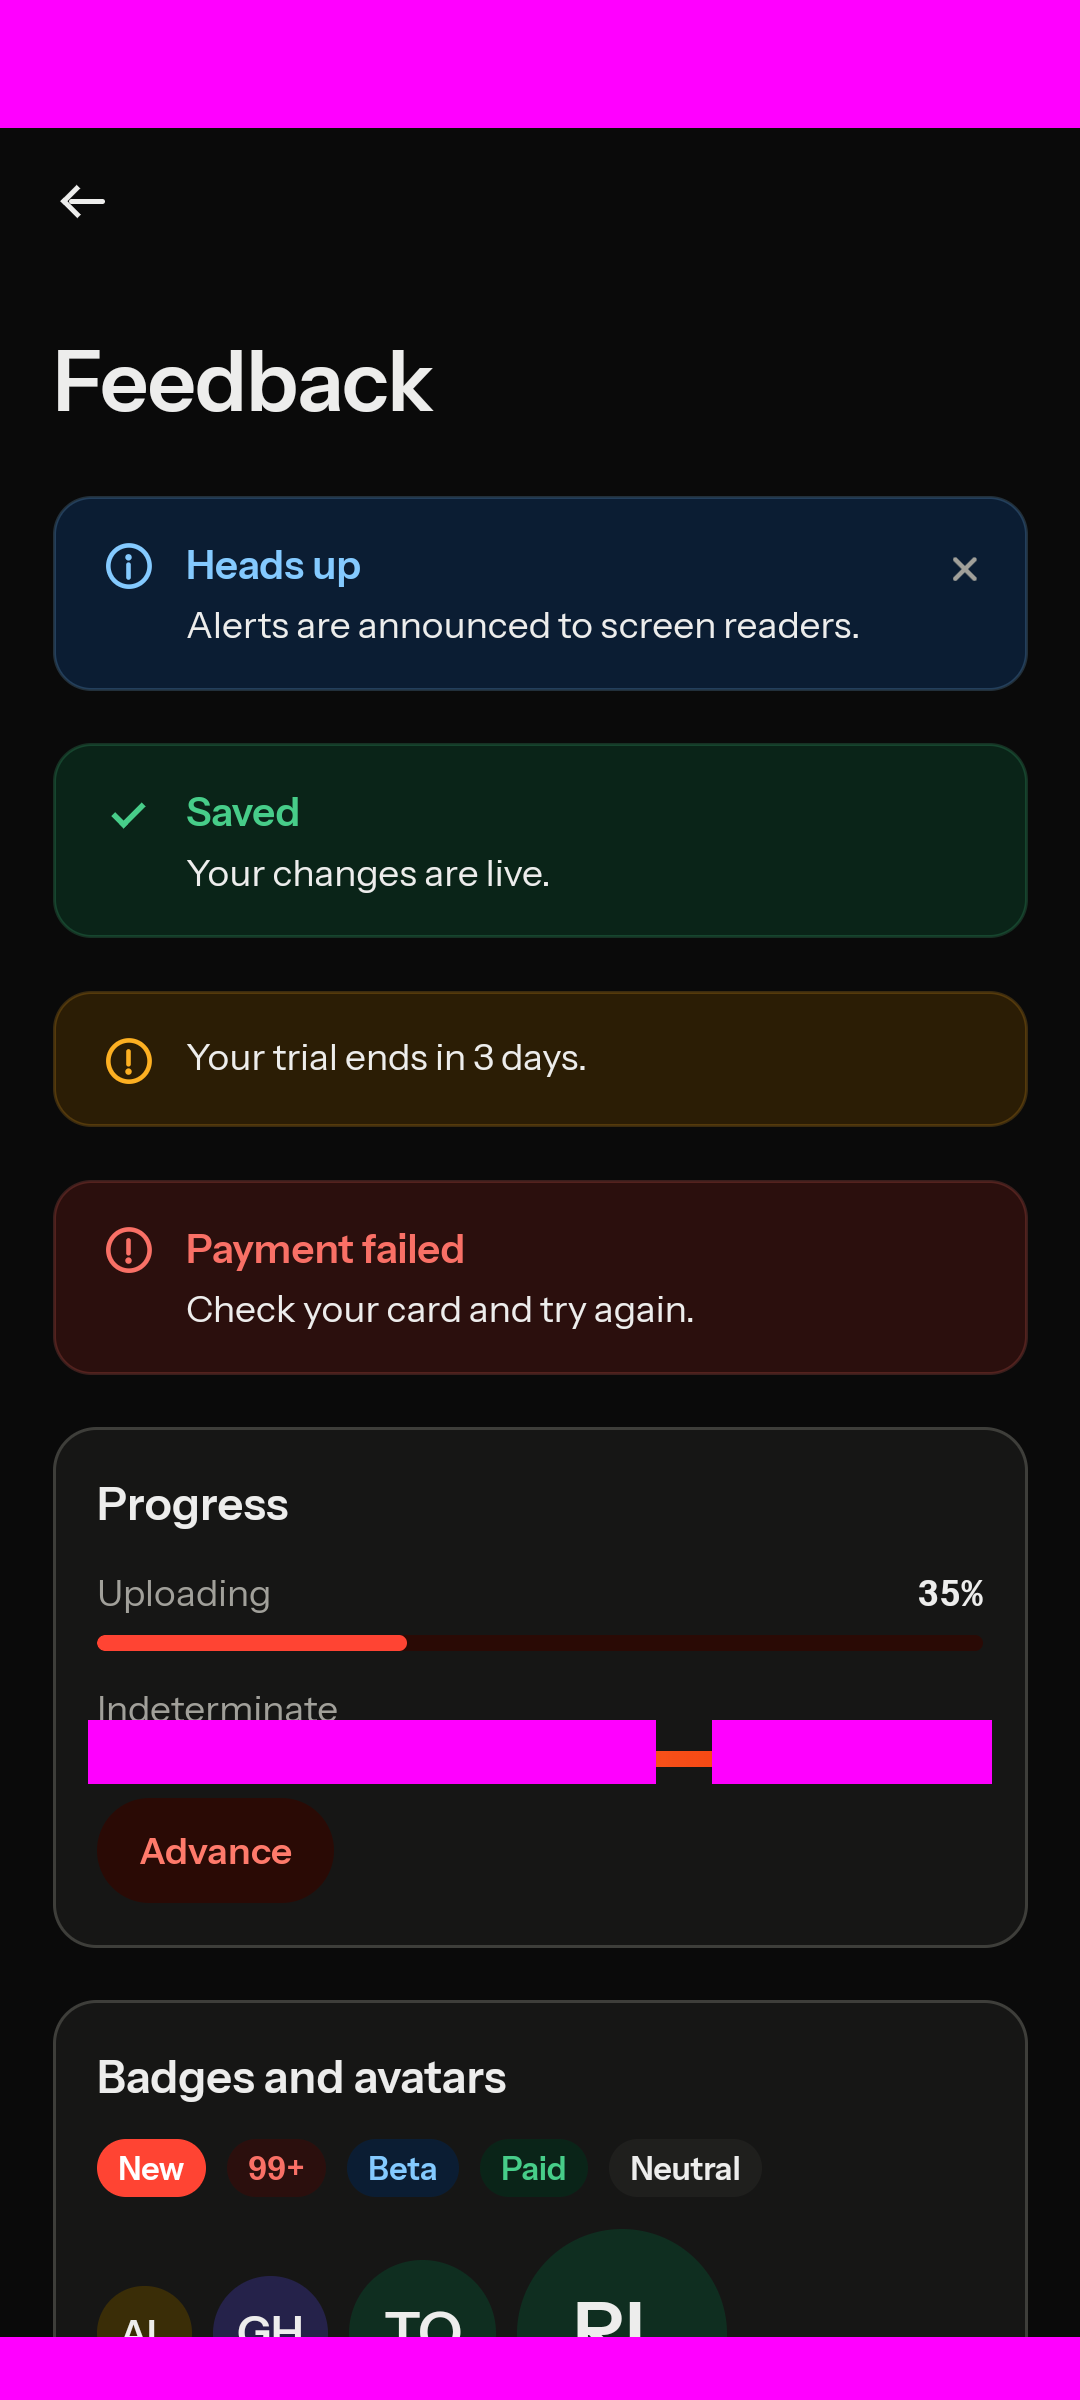 Feedback
Heads up
Alerts are announced to screen readers.
Saved
Your changes are live.
Your trial ends in 3 days.
Payment failed
Check your card and try again.
Progress
Uploading 35%
Indeterminate
Advance
Badges and avatars
New 99+ Beta Paid Neutral
GH TO